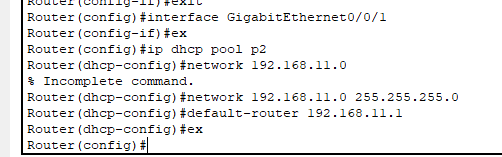 Router(config-if)#exit
Router(config)#interface GigabitEthernet0/0/1
Router(config-if)#ex
Router(config)#ip dhcp pool p2
Router(dhcp-config)#network 192.168.11.0
% Incomplete command.
Router(dhcp-config)#network 192.168.11.0 255.255.255.0
Router(dhcp-config)#default-router 192.168.11.1
Router(dhcp-config)#ex
Router(config)#